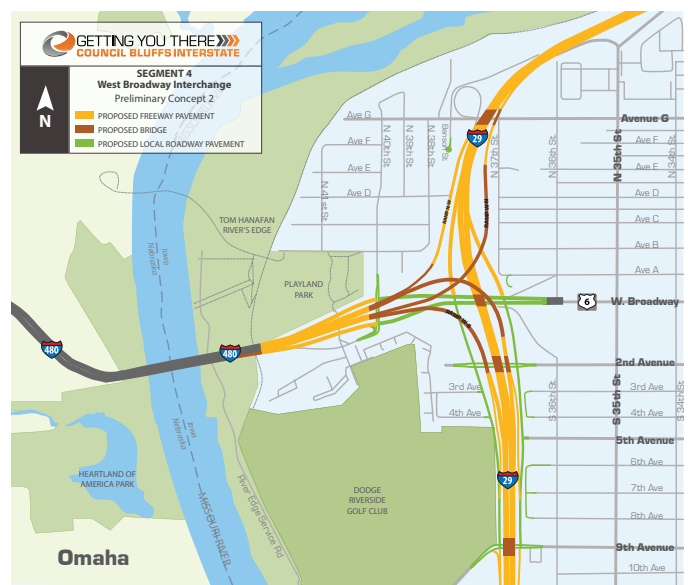 GETTING YOU THERE
COUNCIL BLUFFS INTERSTATE
SEGMENT 4
West Broadway Interchange
Preliminary Concept 2
N
PROPOSED FREEWAY PAVEMENT
PROPOSED BRIDGE
PROPOSED LOCAL ROADWAY PAVEMENT
Ave G
Avenue G
29
Ave F
Ave F
Ave E
Ave E
Ave D
Ave D
Ave C
Ave B
Ave A
N 41st St
N 40th St
N 39th St
N 38th St
Benson St
N 37th St
N 36th St
N 35th St
N 34th St
TOM HANAFAN
RIVER'S EDGE
Iowa
Nebraska
PLAYLAND
PARK
6
W. Broadway
480
480
2nd Avenue
3rd Ave
3rd Ave
4th Ave
4th Ave
S 36th St
S 35th St
S 34th St
5th Avenue
6th Ave
7th Ave
8th Ave
29
9th Avenue
10th Ave
Iowa
Nebraska
HEARTLAND OF
AMERICA PARK
MISSOURI RIVER
River Edge Service Rd
DODGE
RIVERSIDE
GOLF CLUB
Omaha